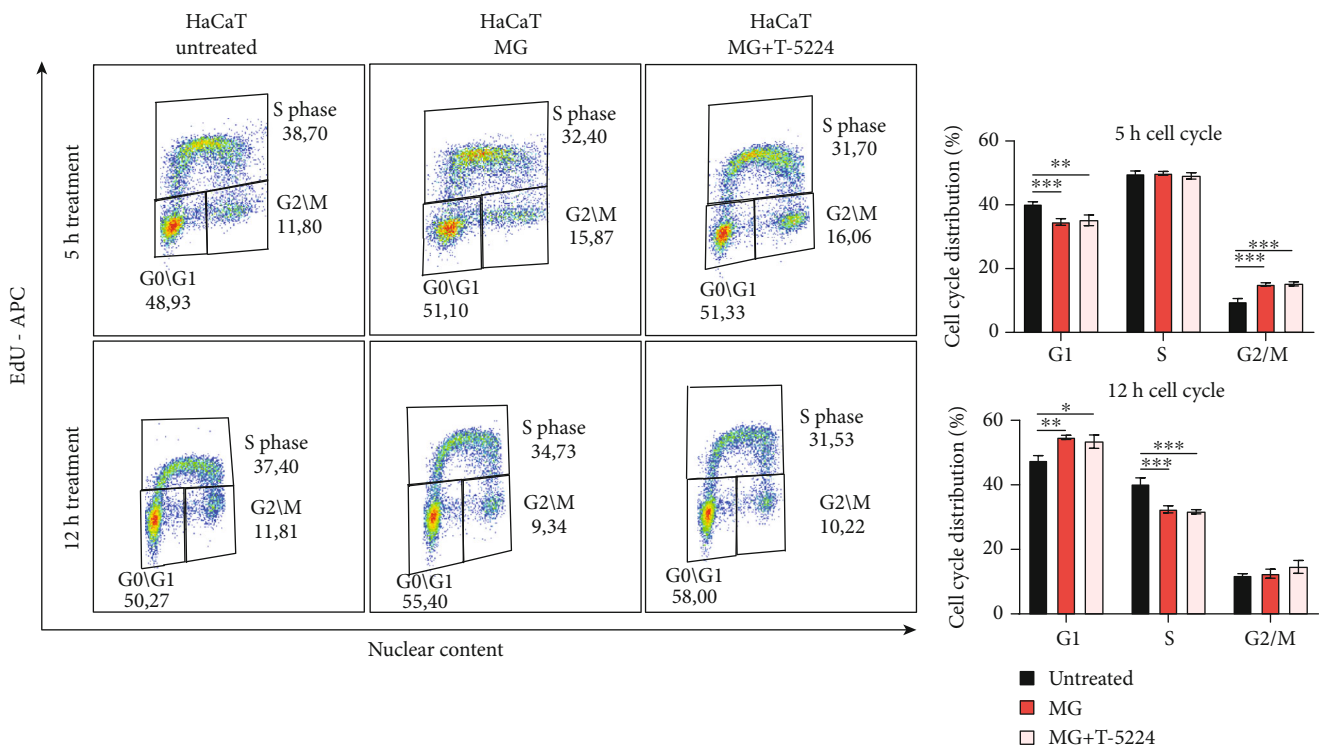 HaCaT
untreated
HaCaT
MG
HaCaT
MG+T-5224
EdU - APC
5 h treatment
S phase
38,70
G2\M
11,80
G0\G1
48,93
S phase
32,40
G2\M
15,87
G0\G1
51,10
S phase
31,70
G2\M
16,06
G0\G1
51,33
12 h treatment
S phase
37,40
G2\M
11,81
G0\G1
50,27
S phase
34,73
G2\M
9,34
G0\G1
55,40
S phase
31,53
G2\M
10,22
G0\G1
58,00
Nuclear content
5 h cell cycle
Cell cycle distribution (%)
60
40
20
0
**
***
***
***
G1
S
G2/M
12 h cell cycle
Cell cycle distribution (%)
60
40
20
0
*
**
***
***
G1
S
G2/M
Untreated
MG
MG+T-5224